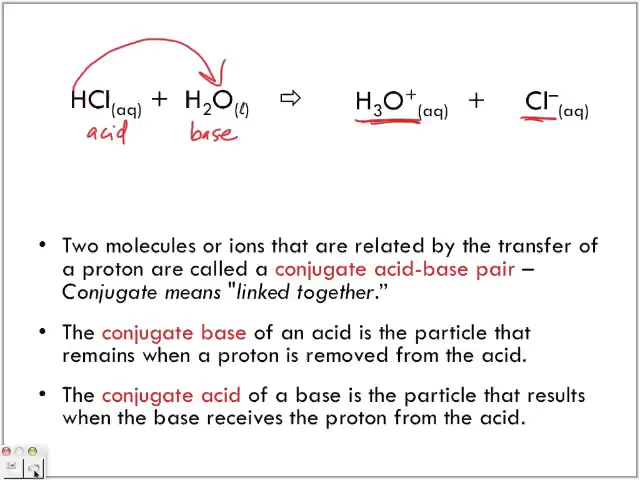 HCl(aq) + H₂O(ℓ) ⇨ H₃O⁺(aq) + Cl⁻(aq)
acid base
• Two molecules or ions that are related by the transfer of
a proton are called a conjugate acid-base pair –
Conjugate means "linked together.”
• The conjugate base of an acid is the particle that
remains when a proton is removed from the acid.
• The conjugate acid of a base is the particle that results
when the base receives the proton from the acid.